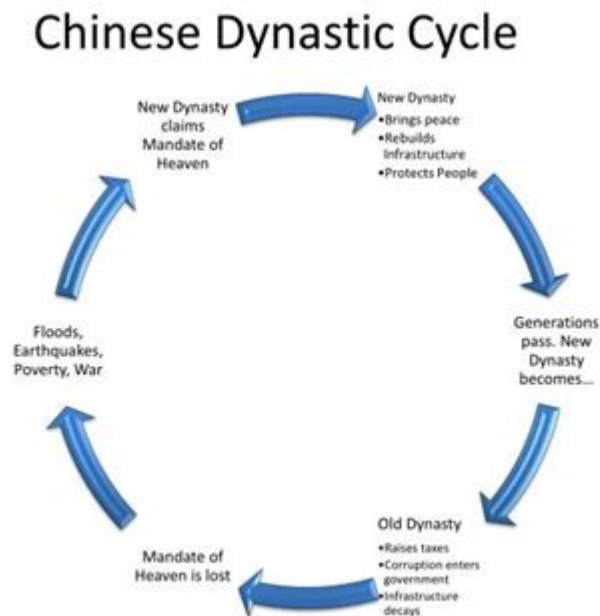 Chinese Dynastic Cycle
New Dynasty
claims
Mandate of
Heaven
New Dynasty
•Brings peace
•Rebuilds
Infrastructure
•Protects People
Generations
pass. New
Dynasty
becomes...
Old Dynasty
•Raises taxes
•Corruption enters
government
•Infrastructure
decays
Mandate of
Heaven is lost
Floods,
Earthquakes,
Poverty, War